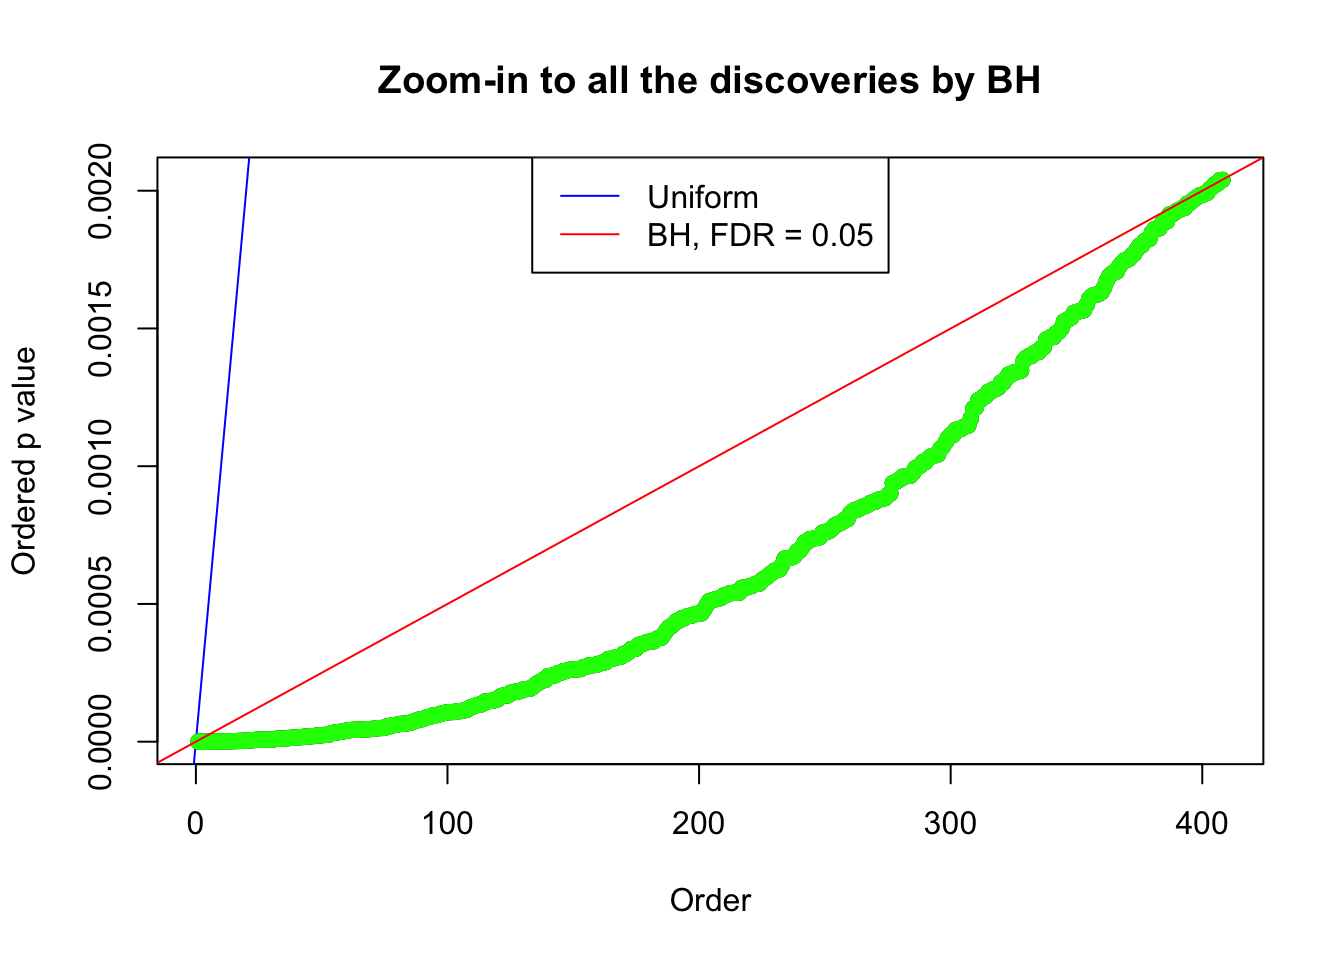 Zoom-in to all the discoveries by BH
Uniform
BH, FDR = 0.05
Ordered p value
0.0020
0.0015
0.0010
0.0005
0.0000
0 100 200 300 400
Order